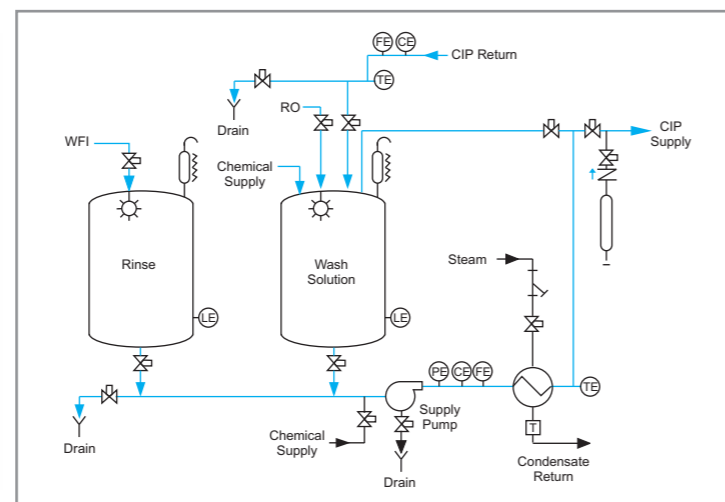 FE
CE
CIP Return
TE
Drain
RO
WFI
Chemical
Supply
CIP
Supply
Rinse
Wash
Solution
Steam
LE
LE
PE
CE
FE
TE
Supply
Pump
Chemical
Supply
Drain
Drain
T
Condensate
Return